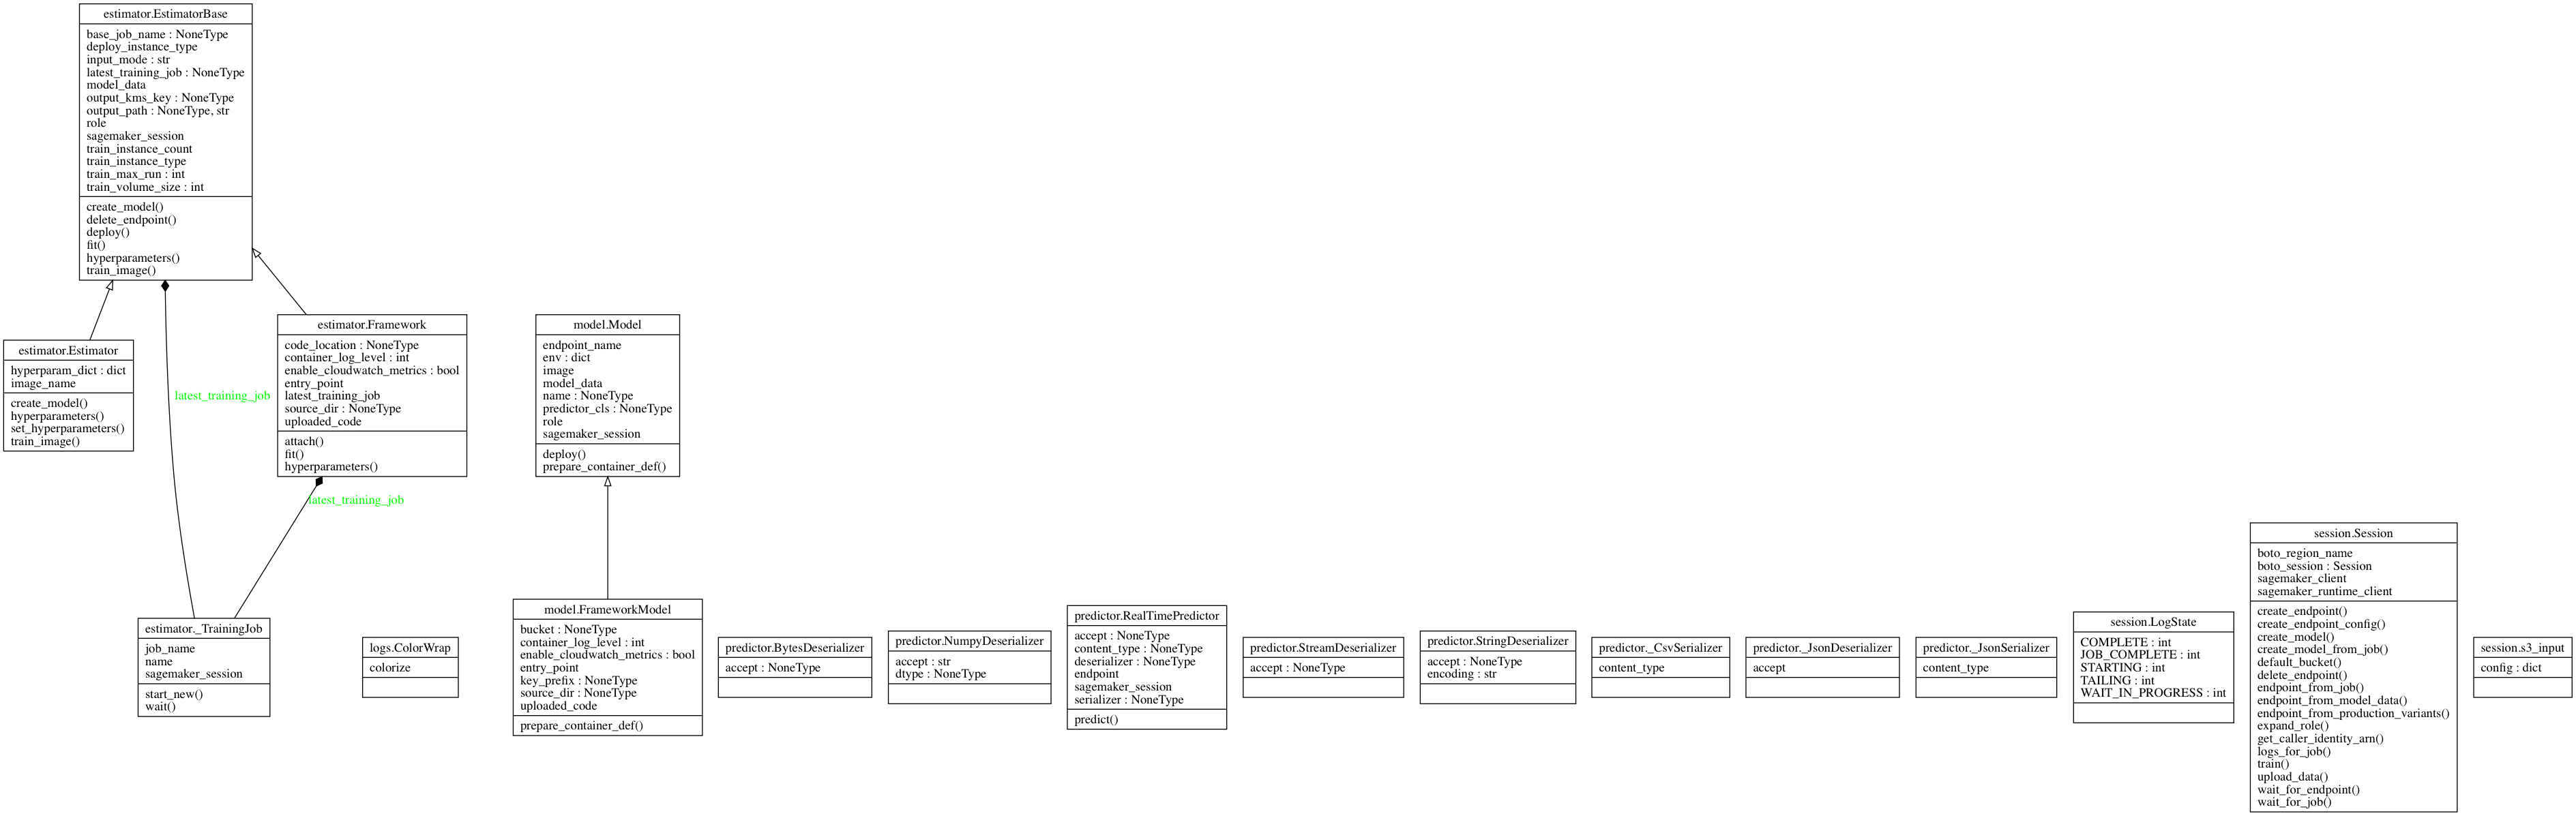 estimator.EstimatorBase
base_job_name : NoneType
deploy_instance_type
input_mode : str
latest_training_job : NoneType
model_data
output_kms_key : NoneType
output_path : NoneType, str
role
sagemaker_session
train_instance_count
train_instance_type
train_max_run : int
train_volume_size : int
create_model()
delete_endpoint()
deploy()
fit()
hyperparameters()
train_image()
estimator.Estimator
hyperparam_dict : dict
image_name
create_model()
hyperparameters()
set_hyperparameters()
train_image()
latest_training_job
estimator.Framework
code_location : NoneType
container_log_level : int
enable_cloudwatch_metrics : bool
entry_point
latest_training_job
source_dir : NoneType
uploaded_code
attach()
fit()
hyperparameters()
latest_training_job
model.Model
endpoint_name
env : dict
image
model_data
name : NoneType
predictor_cls : NoneType
role
sagemaker_session
deploy()
prepare_container_def()
estimator._TrainingJob
job_name
name
sagemaker_session
start_new()
wait()
logs.ColorWrap
colorize
model.FrameworkModel
bucket : NoneType
container_log_level : int
enable_cloudwatch_metrics : bool
entry_point
key_prefix : NoneType
source_dir : NoneType
uploaded_code
prepare_container_def()
predictor.BytesDeserializer
accept : NoneType
predictor.NumpyDeserializer
accept : str
dtype : NoneType
predictor.RealTimePredictor
accept : NoneType
content_type : NoneType
deserializer : NoneType
endpoint
sagemaker_session
serializer : NoneType
predict()
predictor.StreamDeserializer
accept : NoneType
predictor.StringDeserializer
accept : NoneType
encoding : str
predictor._CsvSerializer
content_type
predictor._JsonDeserializer
accept
predictor._JsonSerializer
content_type
session.LogState
COMPLETE : int
JOB_COMPLETE : int
STARTING : int
TAILING : int
WAIT_IN_PROGRESS : int
session.Session
boto_region_name
boto_session : Session
sagemaker_client
sagemaker_runtime_client
create_endpoint()
create_endpoint_config()
create_model()
create_model_from_job()
default_bucket()
delete_endpoint()
endpoint_from_job()
endpoint_from_model_data()
endpoint_from_production_variants()
expand_role()
get_caller_identity_arn()
logs_for_job()
train()
upload_data()
wait_for_endpoint()
wait_for_job()
session.s3_input
config : dict